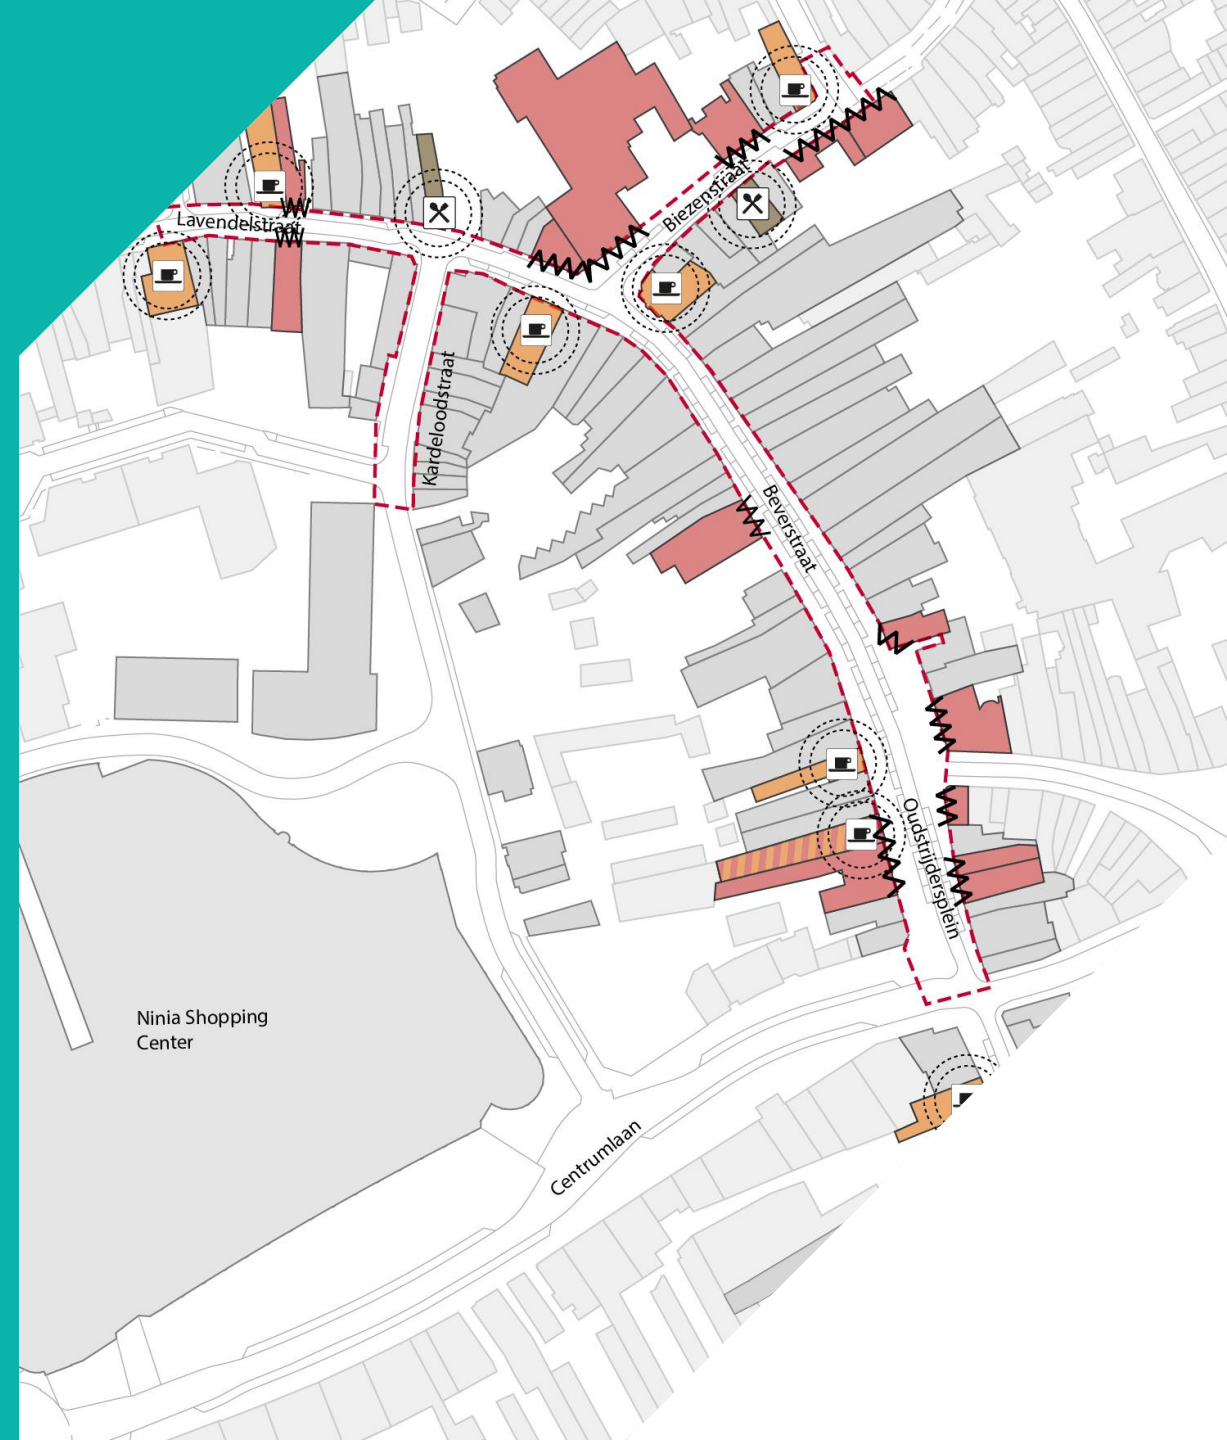 Lavendelstraat
Biezenstraat
Kardeloodstraat
Beverstraat
Oudstrijdersplein
Ninia Shopping
Center
Centrumlaan